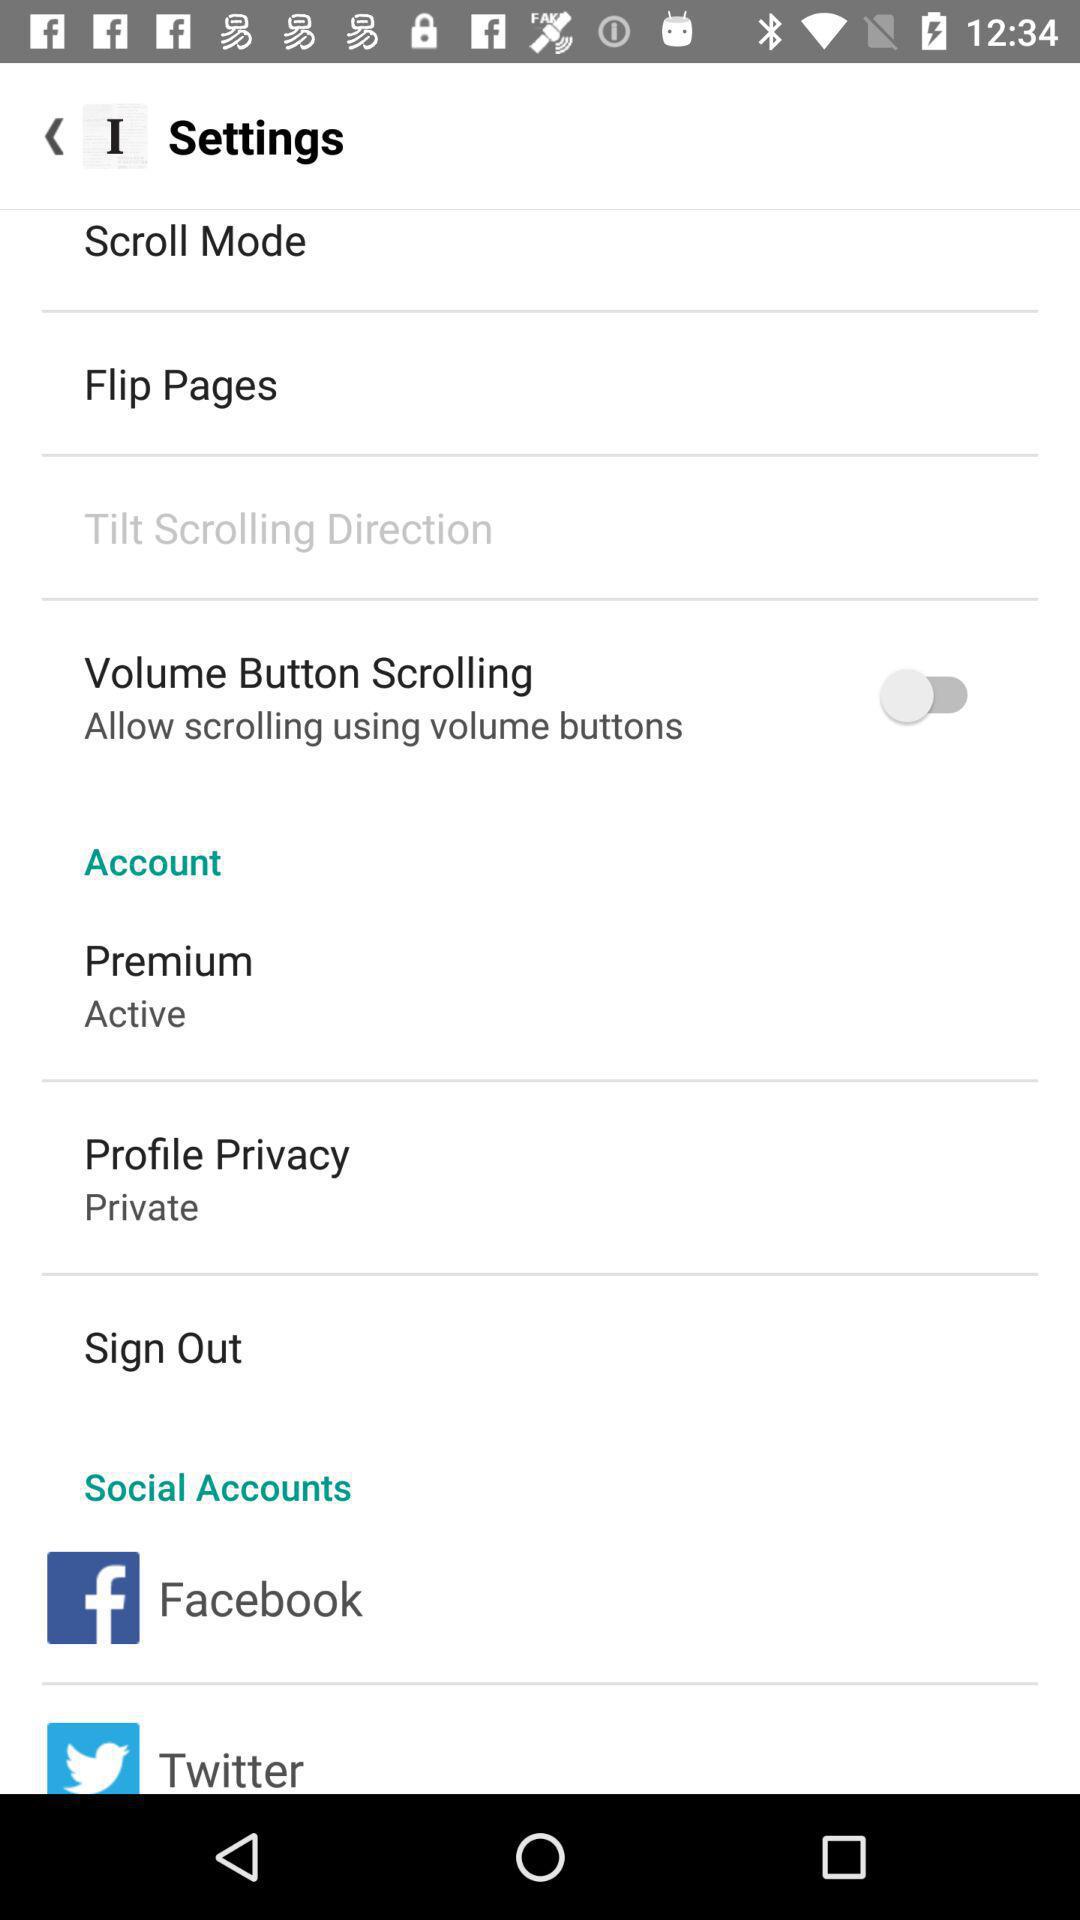 FAKE
12:34
I Settings
Scroll Mode
Flip Pages
Tilt Scrolling Direction
Volume Button Scrolling
Allow scrolling using volume buttons
Account
Premium
Active
Profile Privacy
Private
Sign Out
Social Accounts
Facebook
Twitter